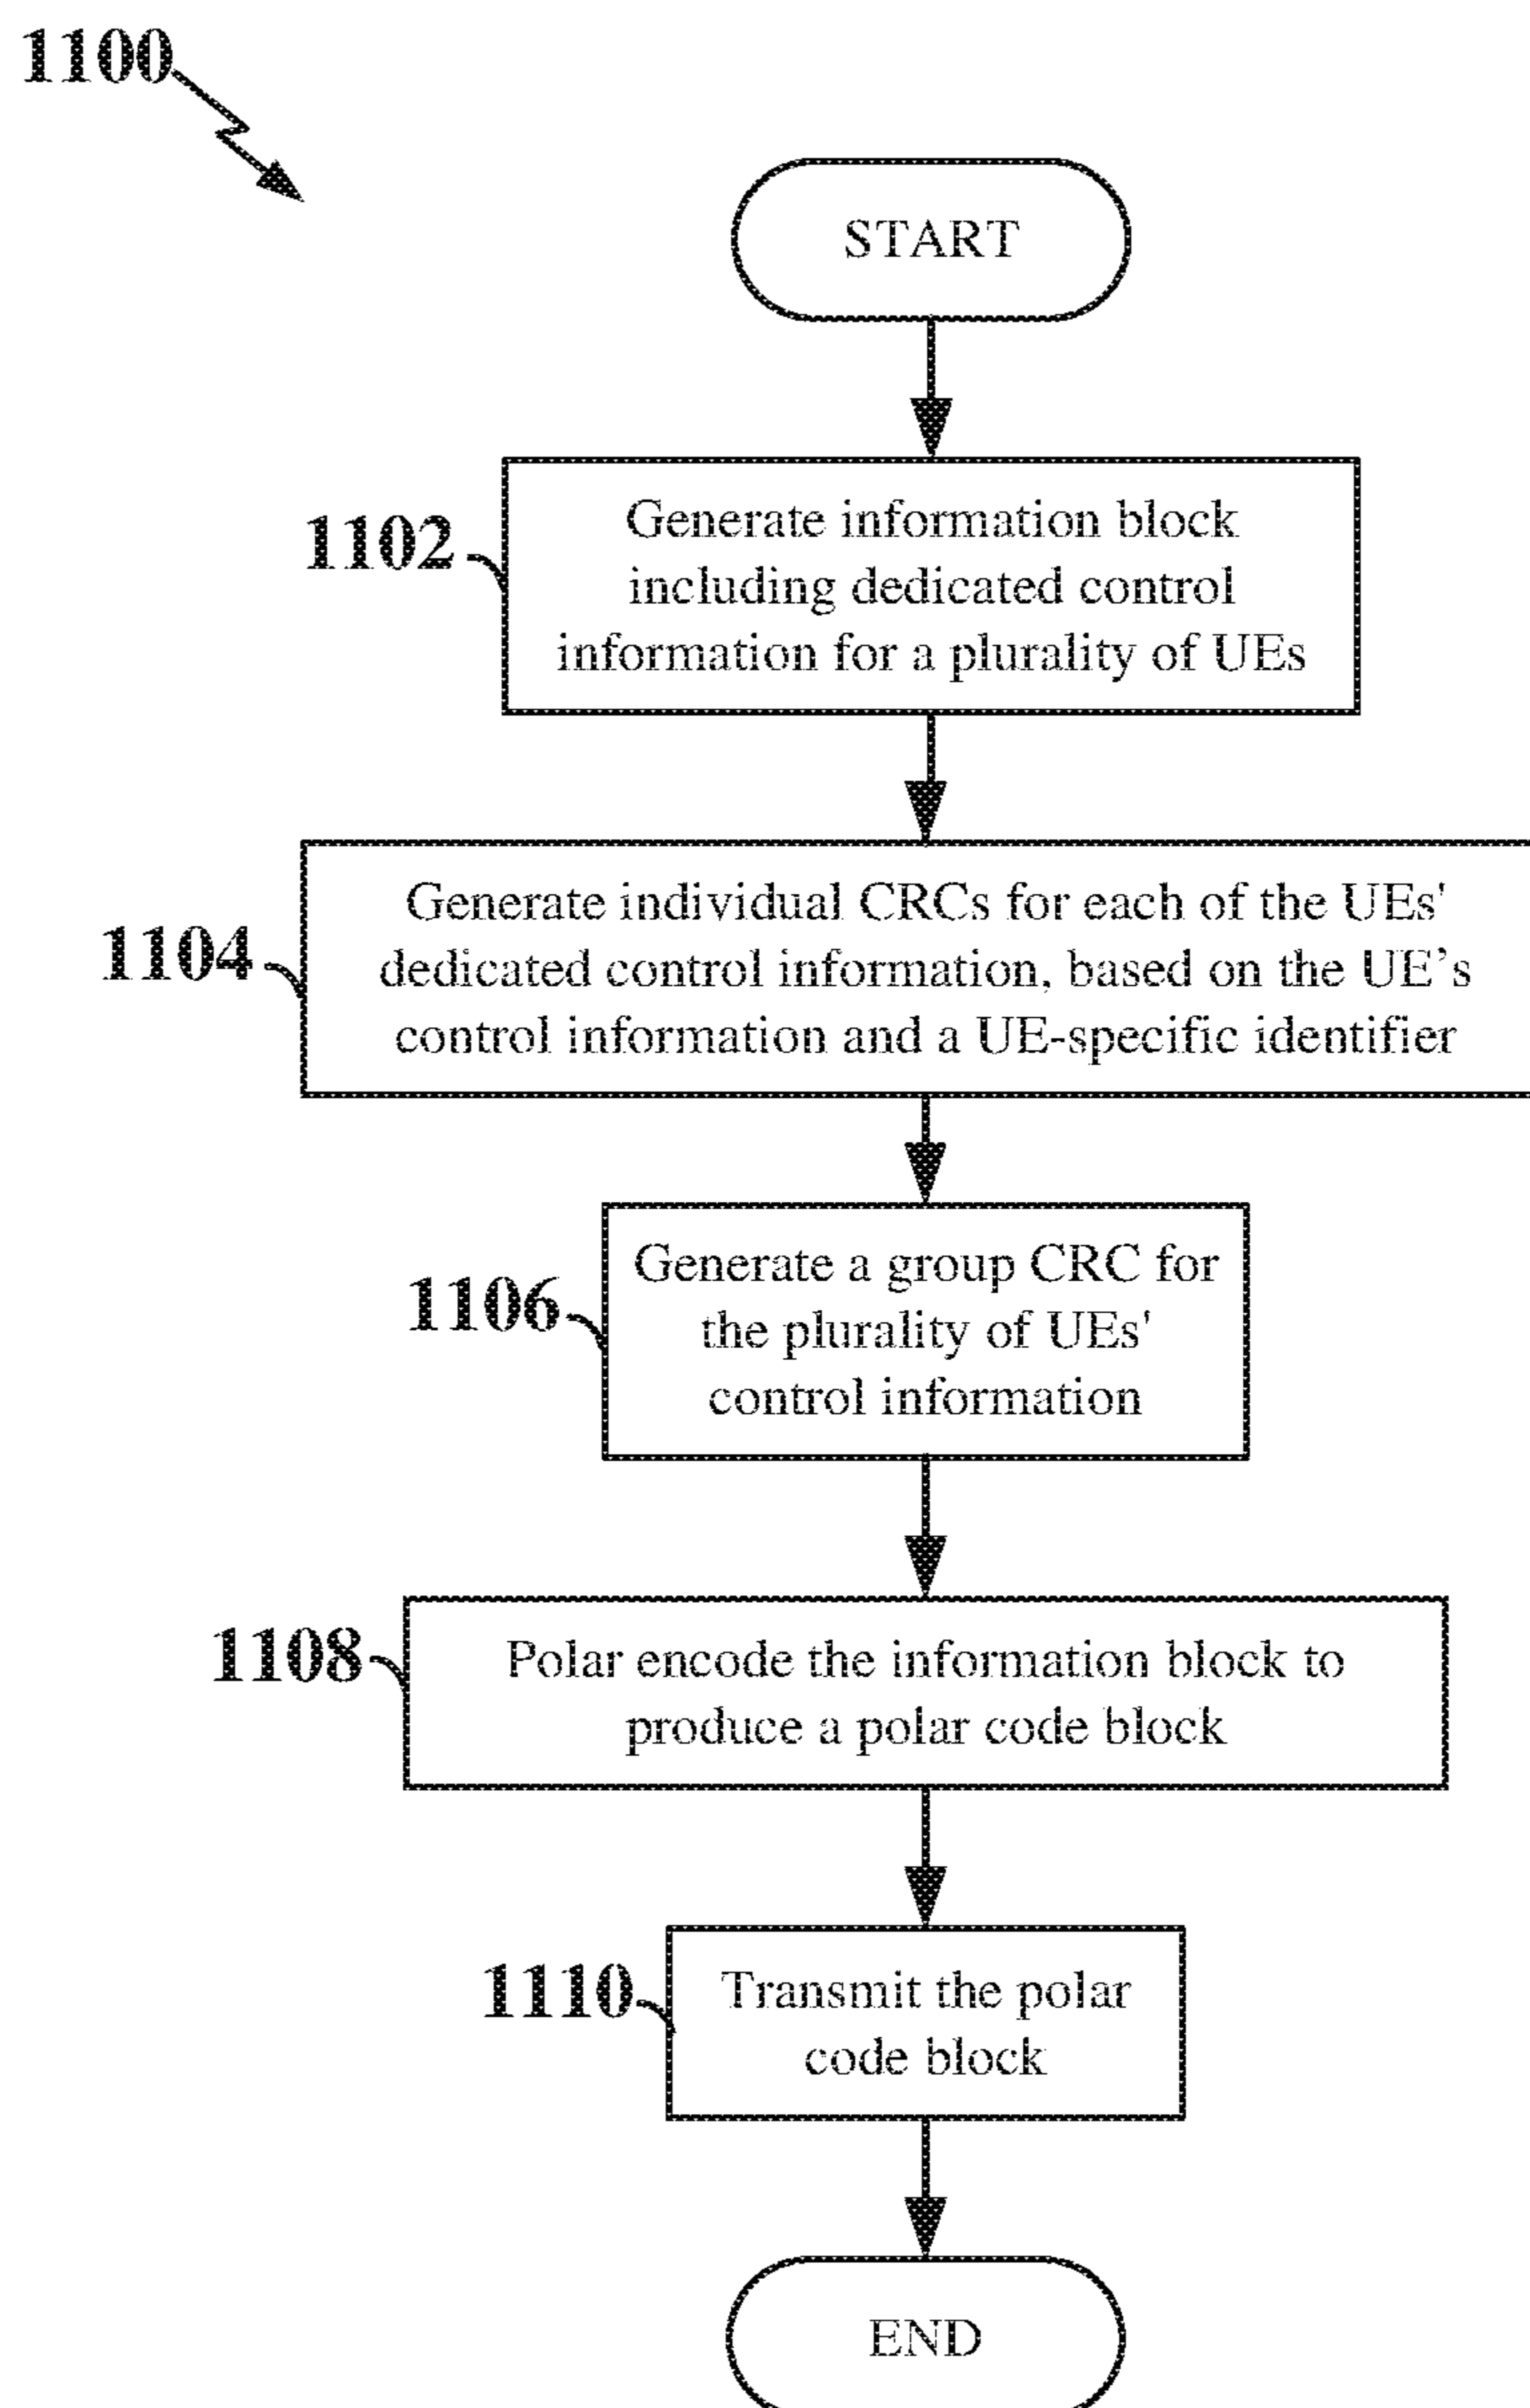 1100
START
1102
Generate information block
including dedicated control
information for a plurality of UEs
1104
Generate individual CRCs for each of the UEs'
dedicated control information, based on the UE’s
control information and a UE-specific identifier
1106
Generate a group CRC for
the plurality of UEs'
control information
1108
Polar encode the information block to
produce a polar code block
1110
Transmit the polar
code block
END